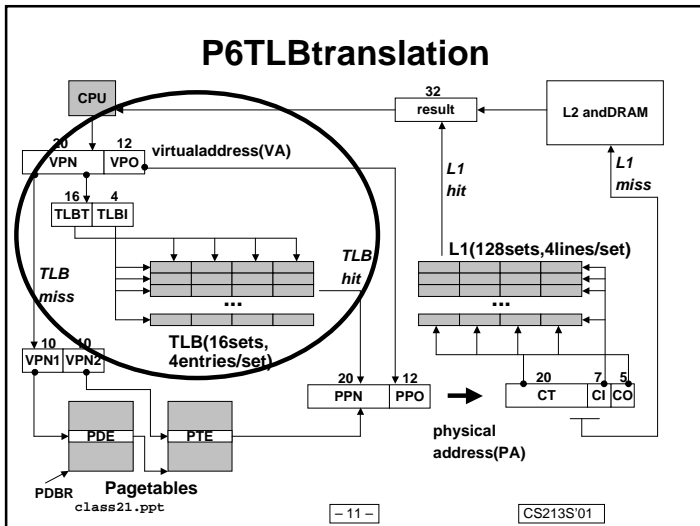 P6TLBtranslation
CPU
32
result
L2 andDRAM
20
12
VPN
VPO
virtualaddress(VA)
L1
hit
L1
miss
16
4
TLBT
TLBI
TLB
miss
TLB
hit
L1(128sets,4lines/set)
...
...
TLB(16sets,
4entries/set)
10
10
VPN1
VPN2
20
12
PPN
PPO
20
7
5
CT
CI
CO
physical
address(PA)
PDE
PTE
PDBR
Pagetables
class21.ppt
– 11 –
CS213S'01